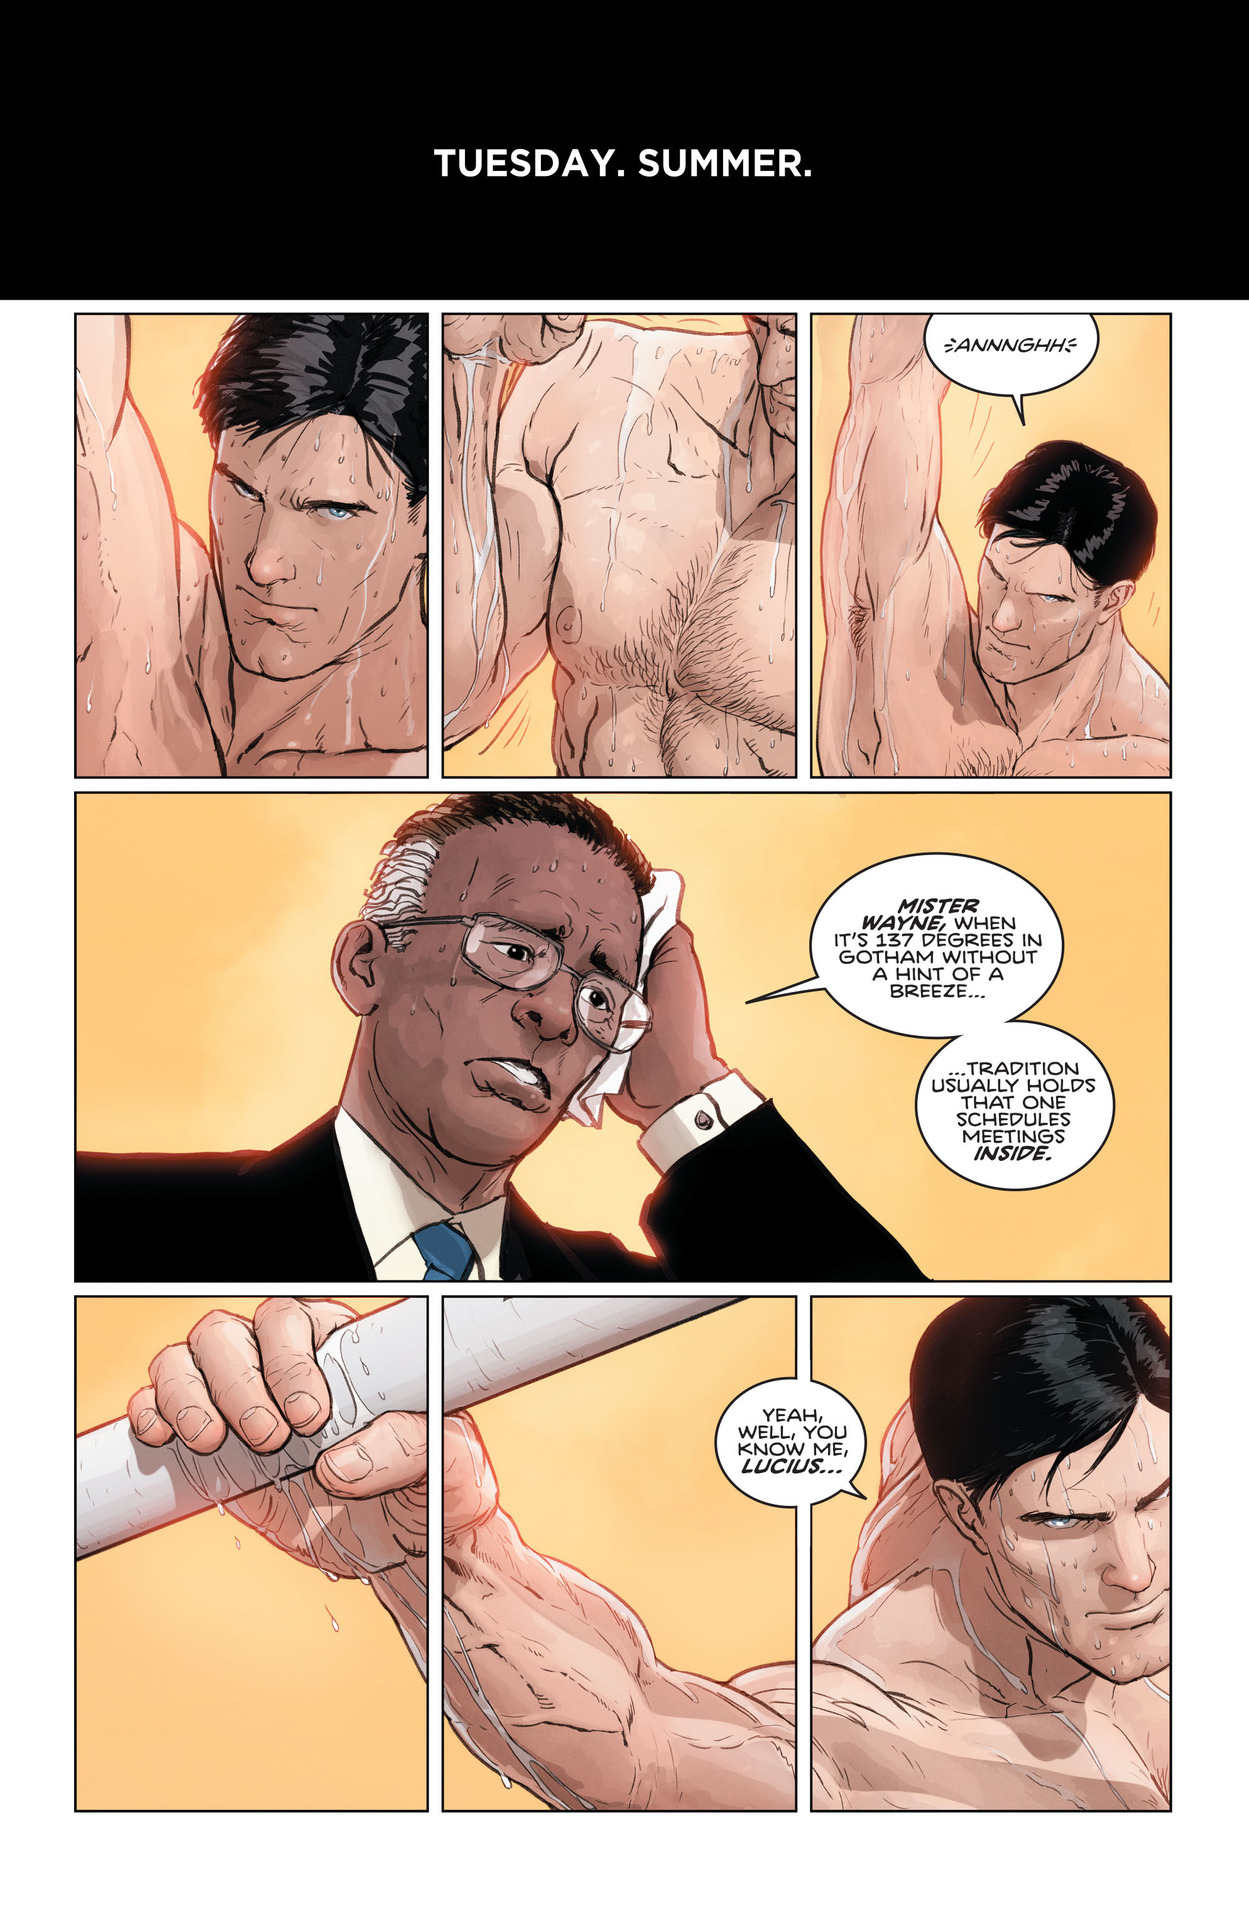 TUESDAY. SUMMER.
ANNNGHH
MISTER
WAYNE, WHEN
IT'S 137 DEGREES IN
GOTHAM WITHOUT
A HINT OF A
BREEZE...
...TRADITION
USUALLY HOLDS
THAT ONE
SCHEDULES
MEETINGS
INSIDE.
YEAH,
WELL, YOU
KNOW ME,
LUCIUS...